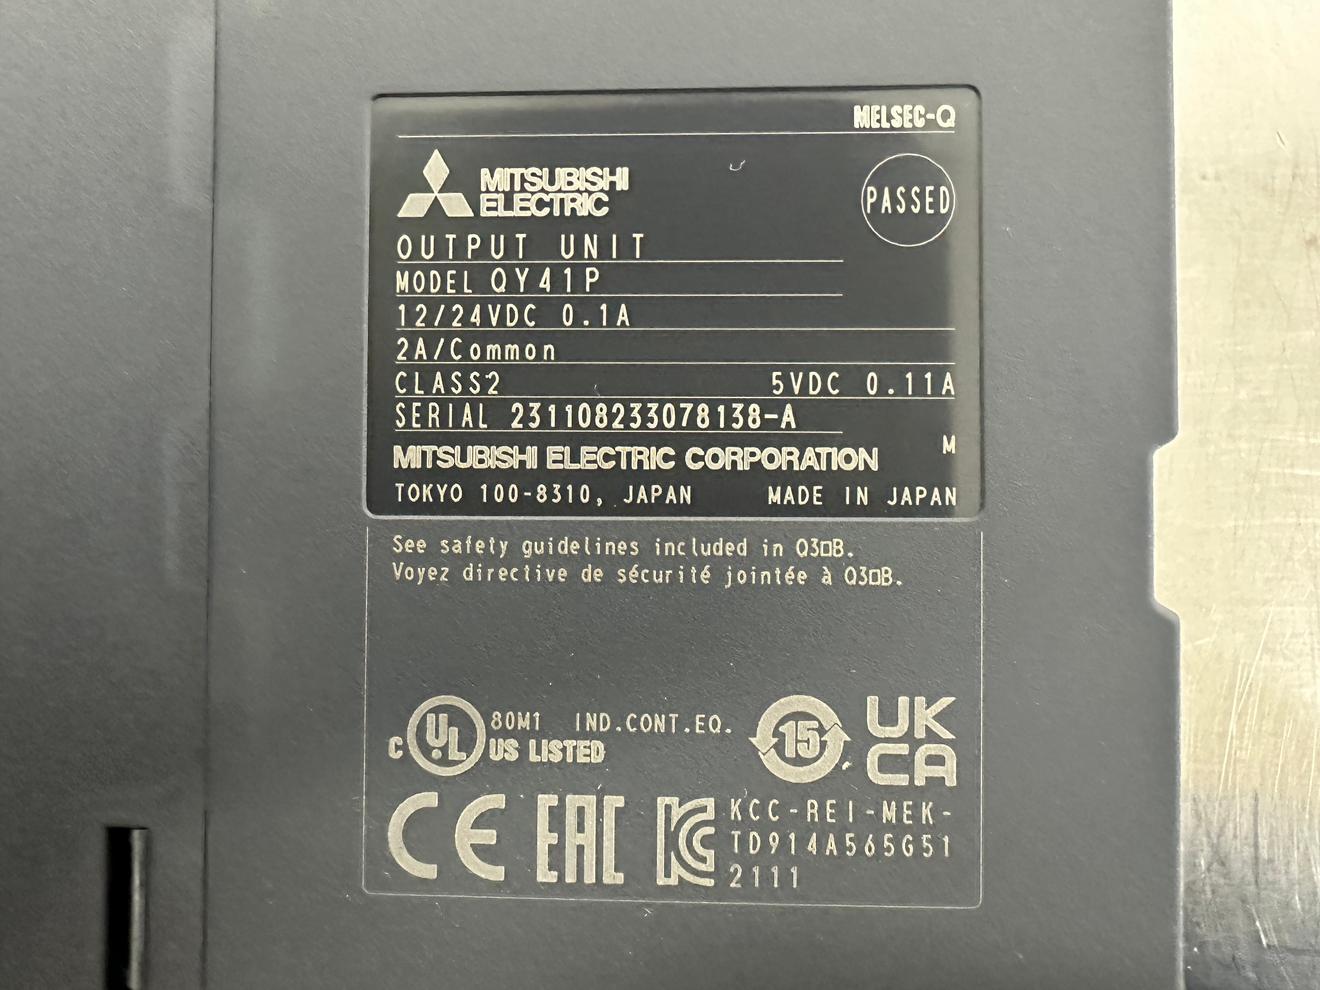 MELSEC-Q
MITSUBISHI
ELECTRIC
PASSED
OUTPUT UNIT
MODEL QY41P
12/24VDC 0.1A
2A/Common
CLASS2 5VDC 0.11A
SERIAL 231108233078138-A
M
MITSUBISHI ELECTRIC CORPORATION
TOKYO 100-8310, JAPAN MADE IN JAPAN
See safety guidelines included in Q3□B.
Voyez directive de sécurité jointée à Q3□B.
C UL US LISTED 80M1 IND.CONT.EQ.
15
UK
CA
CE EAC KC
KCC-REI-MEK-
TD914A565G51
2111